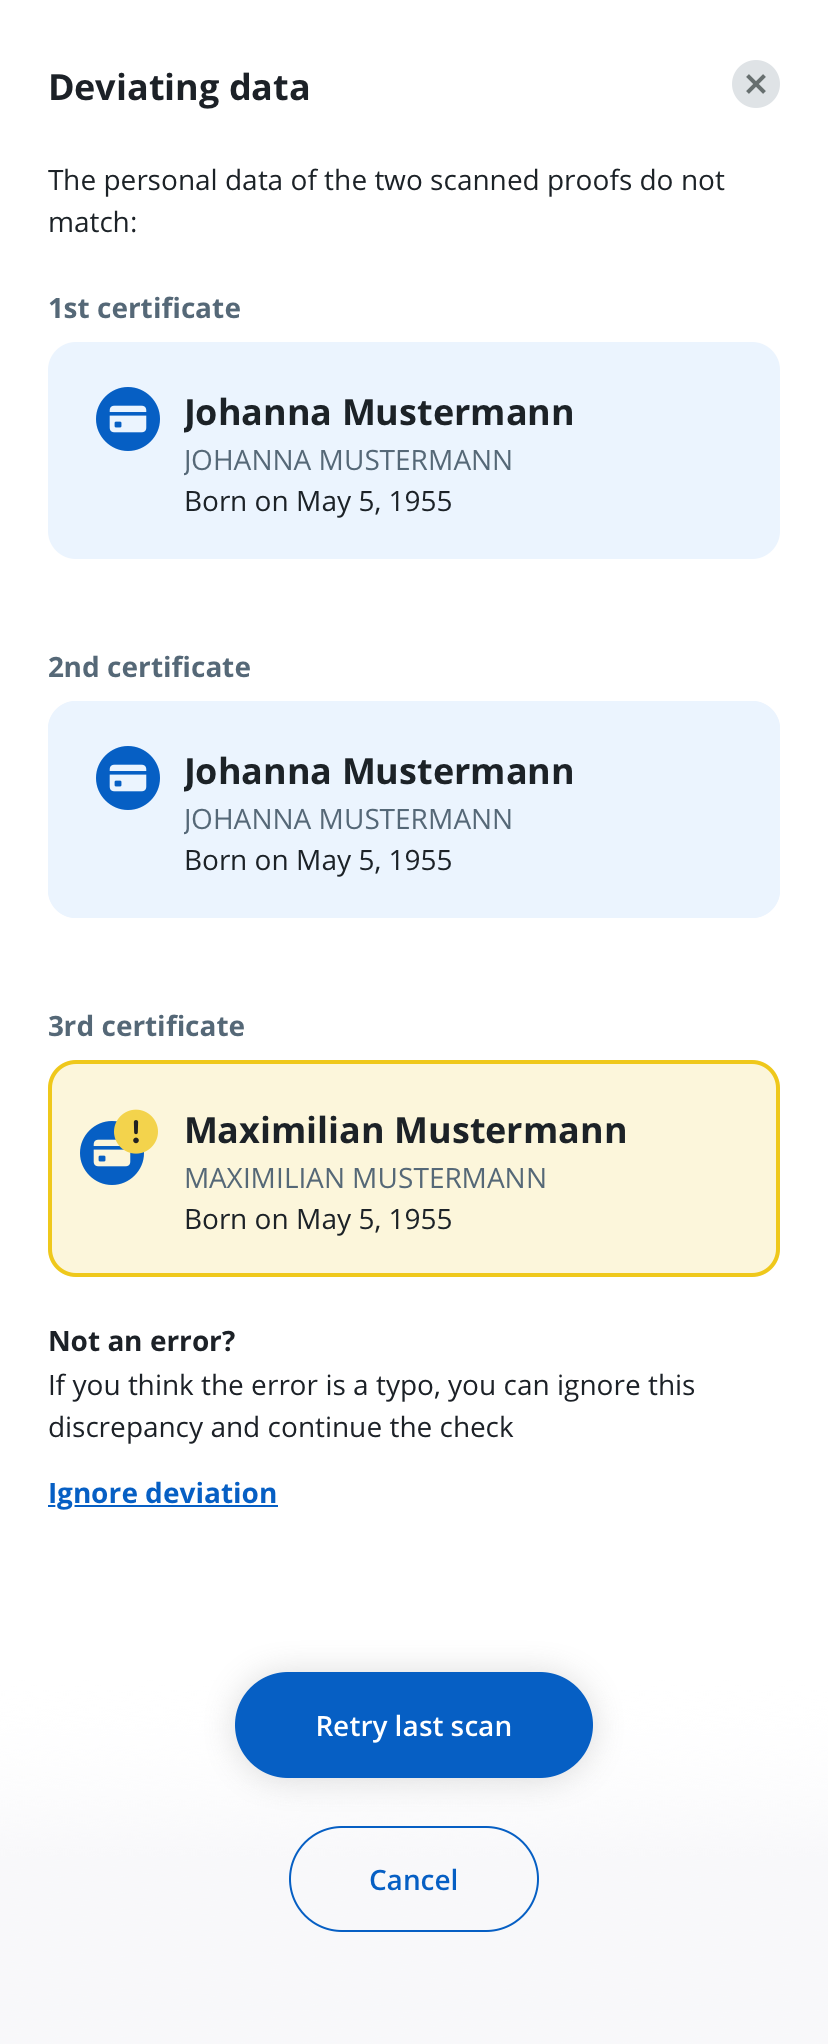 Deviating data
The personal data of the two scanned proofs do not
match:
1st certificate
Johanna Mustermann
JOHANNA MUSTERMANN
Born on May 5, 1955
2nd certificate
Johanna Mustermann
JOHANNA MUSTERMANN
Born on May 5, 1955
3rd certificate
Maximilian Mustermann
MAXIMILIAN MUSTERMANN
Born on May 5, 1955
Not an error?
If you think the error is a typo, you can ignore this
discrepancy and continue the check
Ignore deviation
Retry last scan
Cancel